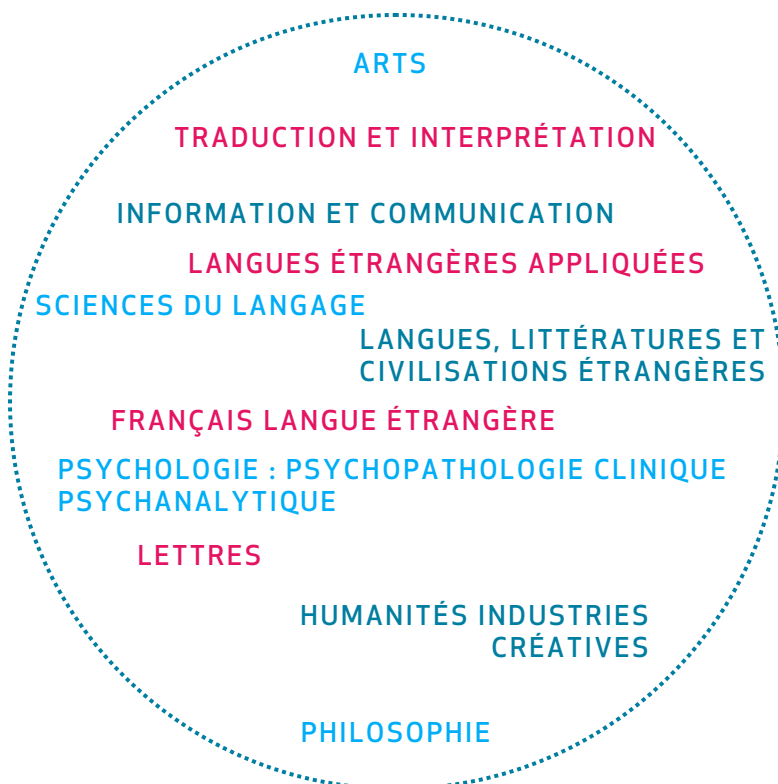 ARTS
TRADUCTION ET INTERPRÉTATION
INFORMATION ET COMMUNICATION
LANGUES ÉTRANGÈRES APPLIQUÉES
SCIENCES DU LANGAGE
LANGUES, LITTÉRATURES ET
CIVILISATIONS ÉTRANGÈRES
FRANÇAIS LANGUE ÉTRANGÈRE
PSYCHOLOGIE : PSYCHOPATHOLOGIE CLINIQUE
PSYCHANALYTIQUE
LETTRES
HUMANITÉS INDUSTRIES
CRÉATIVES
PHILOSOPHIE